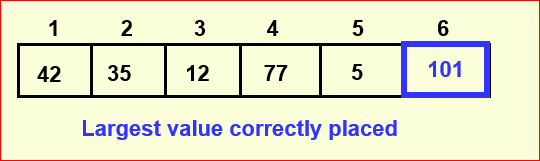 1 2 3 4 5 6
42 35 12 77 5 101
Largest value correctly placed